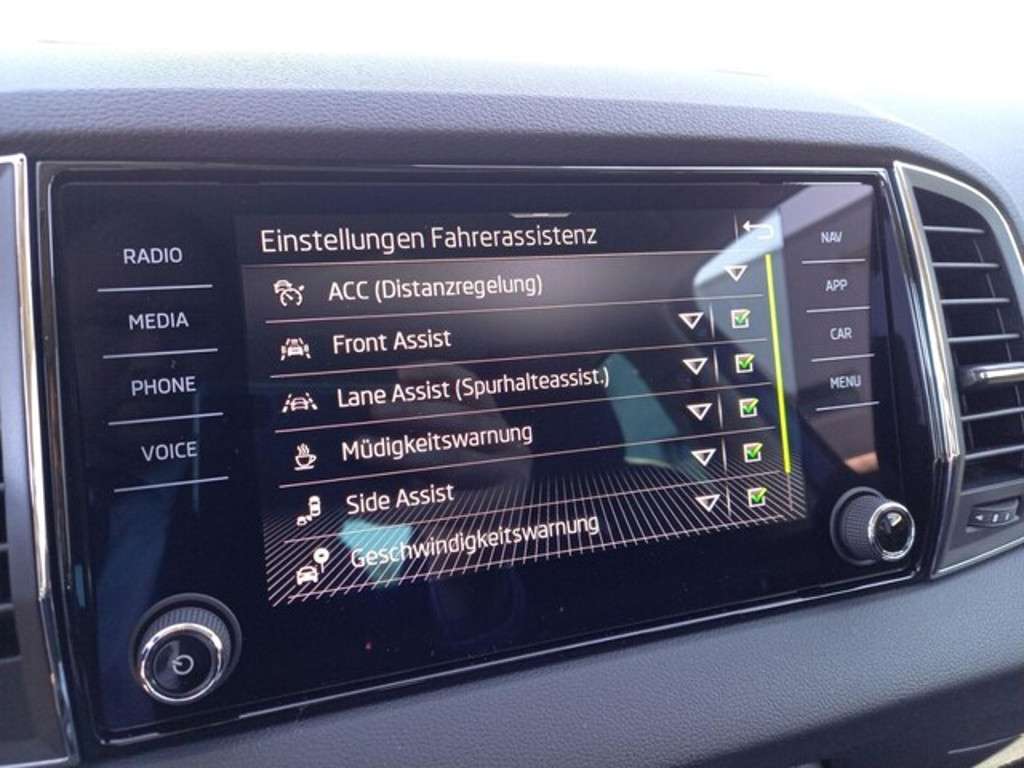 Einstellungen Fahrerassistenz
RADIO
MEDIA
PHONE
VOICE
ACC (Distanzregelung)
Front Assist
Lane Assist (Spurhalteassist.)
Müdigkeitswarnung
Side Assist
Geschwindigkeitswarnung
NAV
APP
CAR
MENU